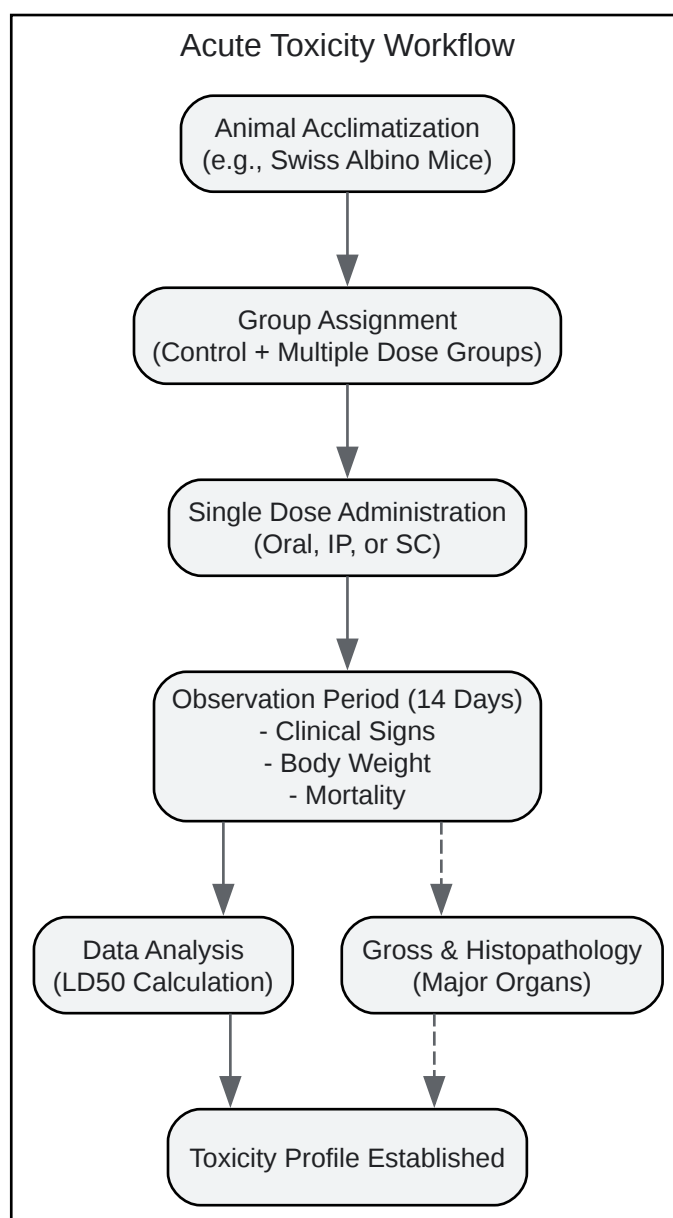 Acute Toxicity Workflow
Animal Acclimatization
(e.g., Swiss Albino Mice)
Group Assignment
(Control + Multiple Dose Groups)
Single Dose Administration
(Oral, IP, or SC)
Observation Period (14 Days)
- Clinical Signs
- Body Weight
- Mortality
Data Analysis
(LD50 Calculation)
Gross & Histopathology
(Major Organs)
Toxicity Profile Established